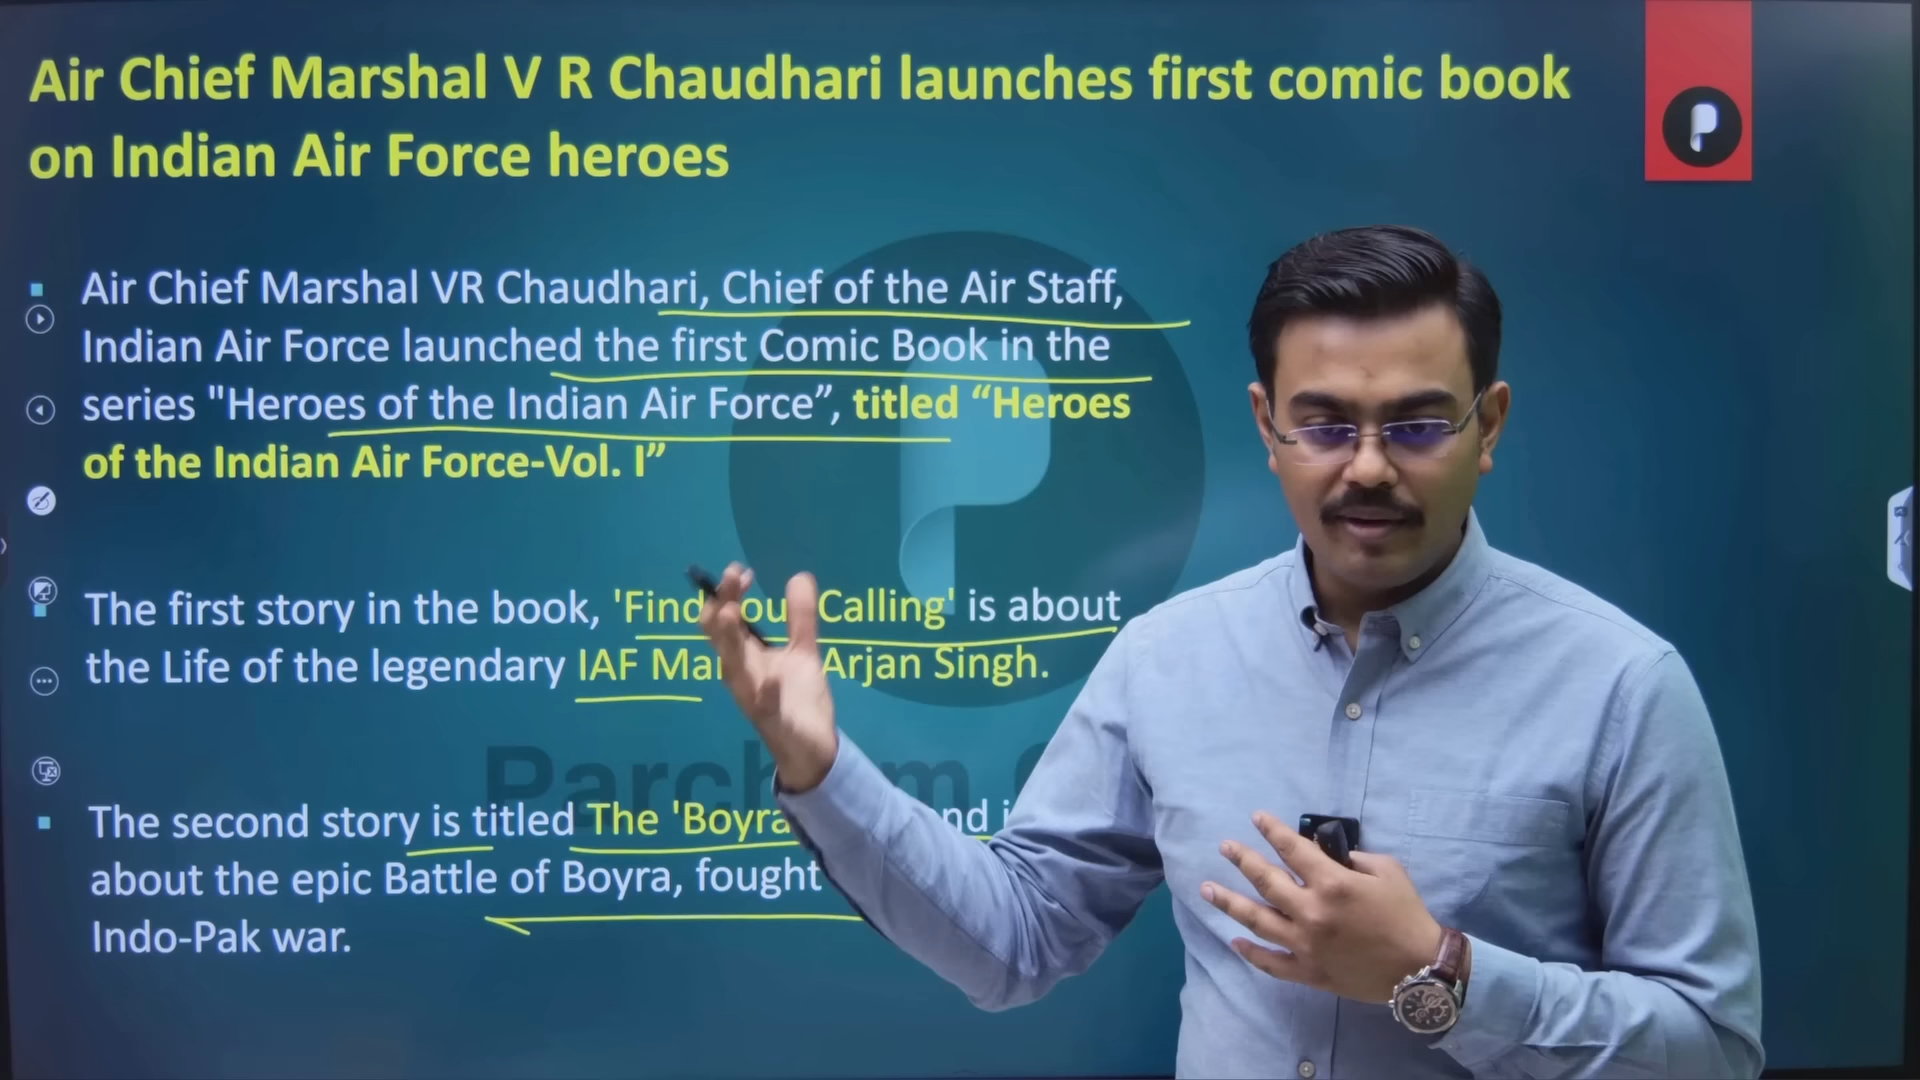 Air Chief Marshal V R Chaudhari launches first comic book
on Indian Air Force heroes
Air Chief Marshal VR Chaudhari, Chief of the Air Staff,
Indian Air Force launched the first Comic Book in the
series "Heroes of the Indian Air Force”, titled “Heroes
of the Indian Air Force-Vol. I”
The first story in the book, 'Find Calling' is about
the Life of the legendary IAF Arjan Singh.
The second story is titled The 'Boyra
about the epic Battle of Boyra, fought
Indo-Pak war.